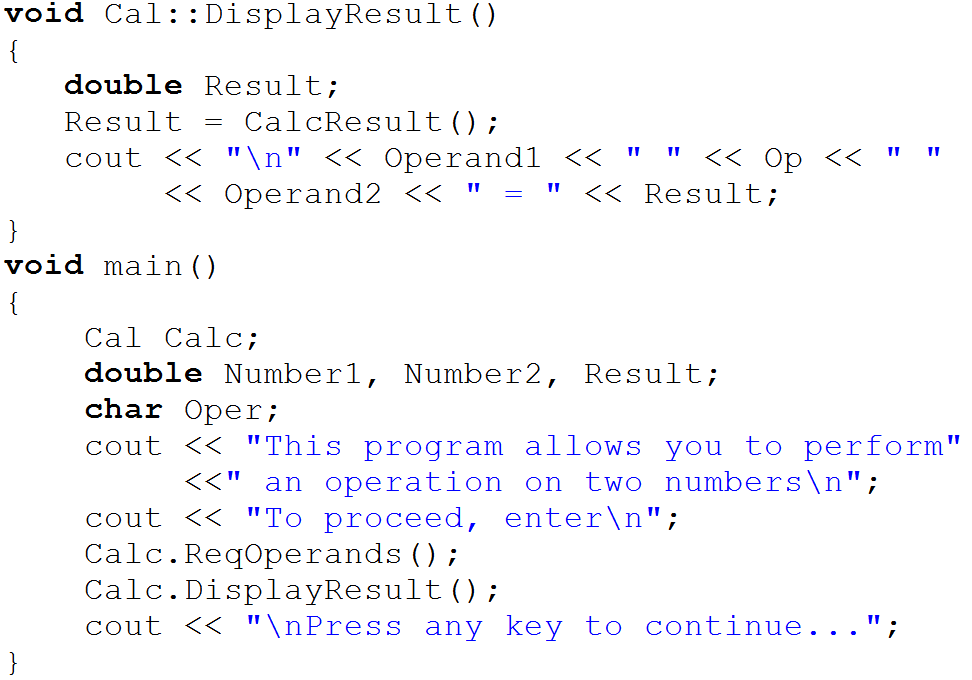 void Cal::DisplayResult()
{
   double Result;
   Result = CalcResult();
   cout << "\n" << Operand1 << " " << Op << " "
        << Operand2 << " = " << Result;
}
void main()
{
    Cal Calc;
    double Number1, Number2, Result;
    char Oper;
    cout << "This program allows you to perform"
         <<" an operation on two numbers\n";
    cout << "To proceed, enter\n";
    Calc.ReqOperands();
    Calc.DisplayResult();
    cout << "\nPress any key to continue...";
}